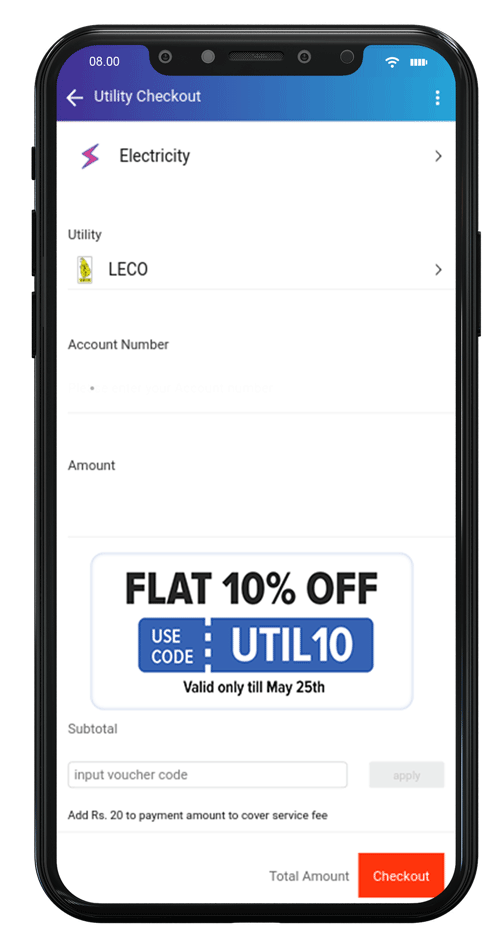 08.00
Utility Checkout
Electricity
Utility
LECO
Account Number
Amount
FLAT 10% OFF
USE
CODE
UTIL10
Valid only till May 25th
Subtotal
input voucher code
apply
Add Rs. 20 to payment amount to cover service fee
Total Amount
Checkout